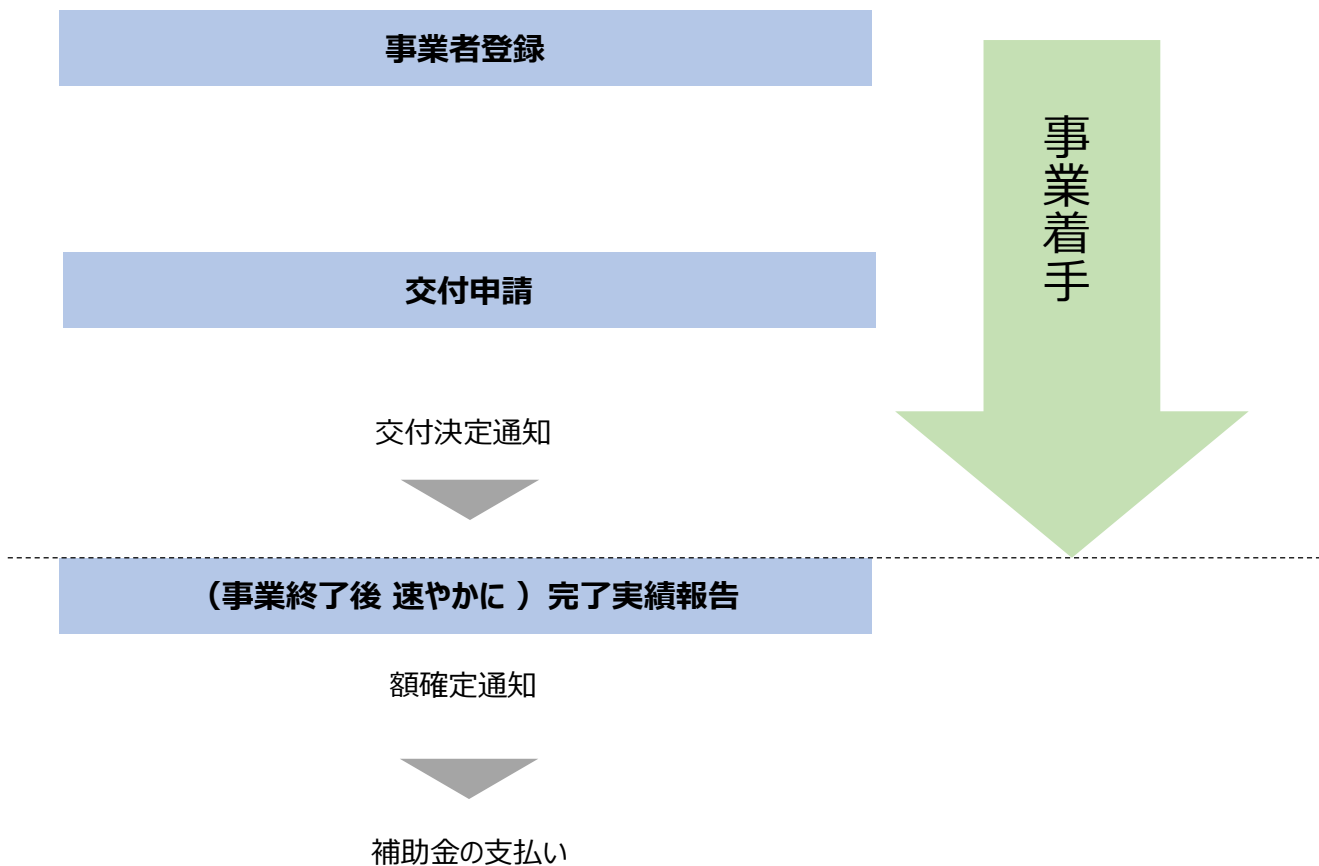 事業者登録
事業着手
交付申請
交付決定通知
（事業終了後 速やかに ）完了実績報告
額確定通知
補助金の支払い